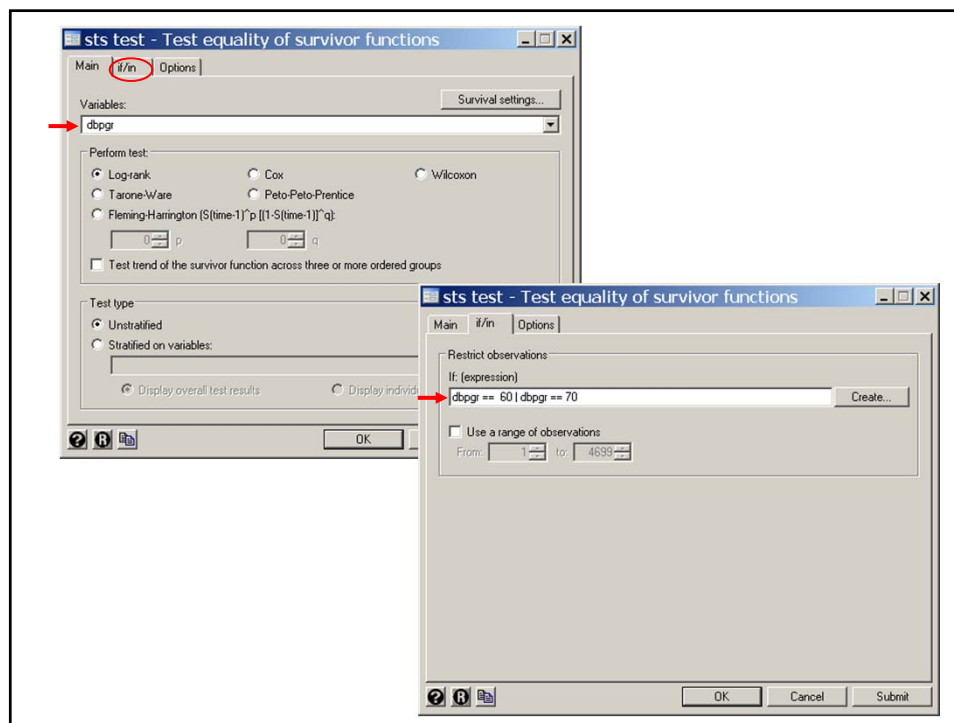 sts test - Test equality of survivor functions
Main if/in Options
Survival settings...
Variables:
dbpgr
Perform test:
Log-rank Cox Wilcoxon
Tarone-Ware Peto-Peto-Prentice
Fleming-Harrington (S(time-1)^p [(1-S(time-1)]^q):
0 p 0 q
Test trend of the survivor function across three or more ordered groups
Test type
Unstratified
Stratified on variables:
Display overall test results Display individu
OK
sts test - Test equality of survivor functions
Main if/in Options
Restrict observations
If: (expression)
dbpgr == 60 | dbpgr == 70 Create...
Use a range of observations
From: 1 to: 4699
OK Cancel Submit